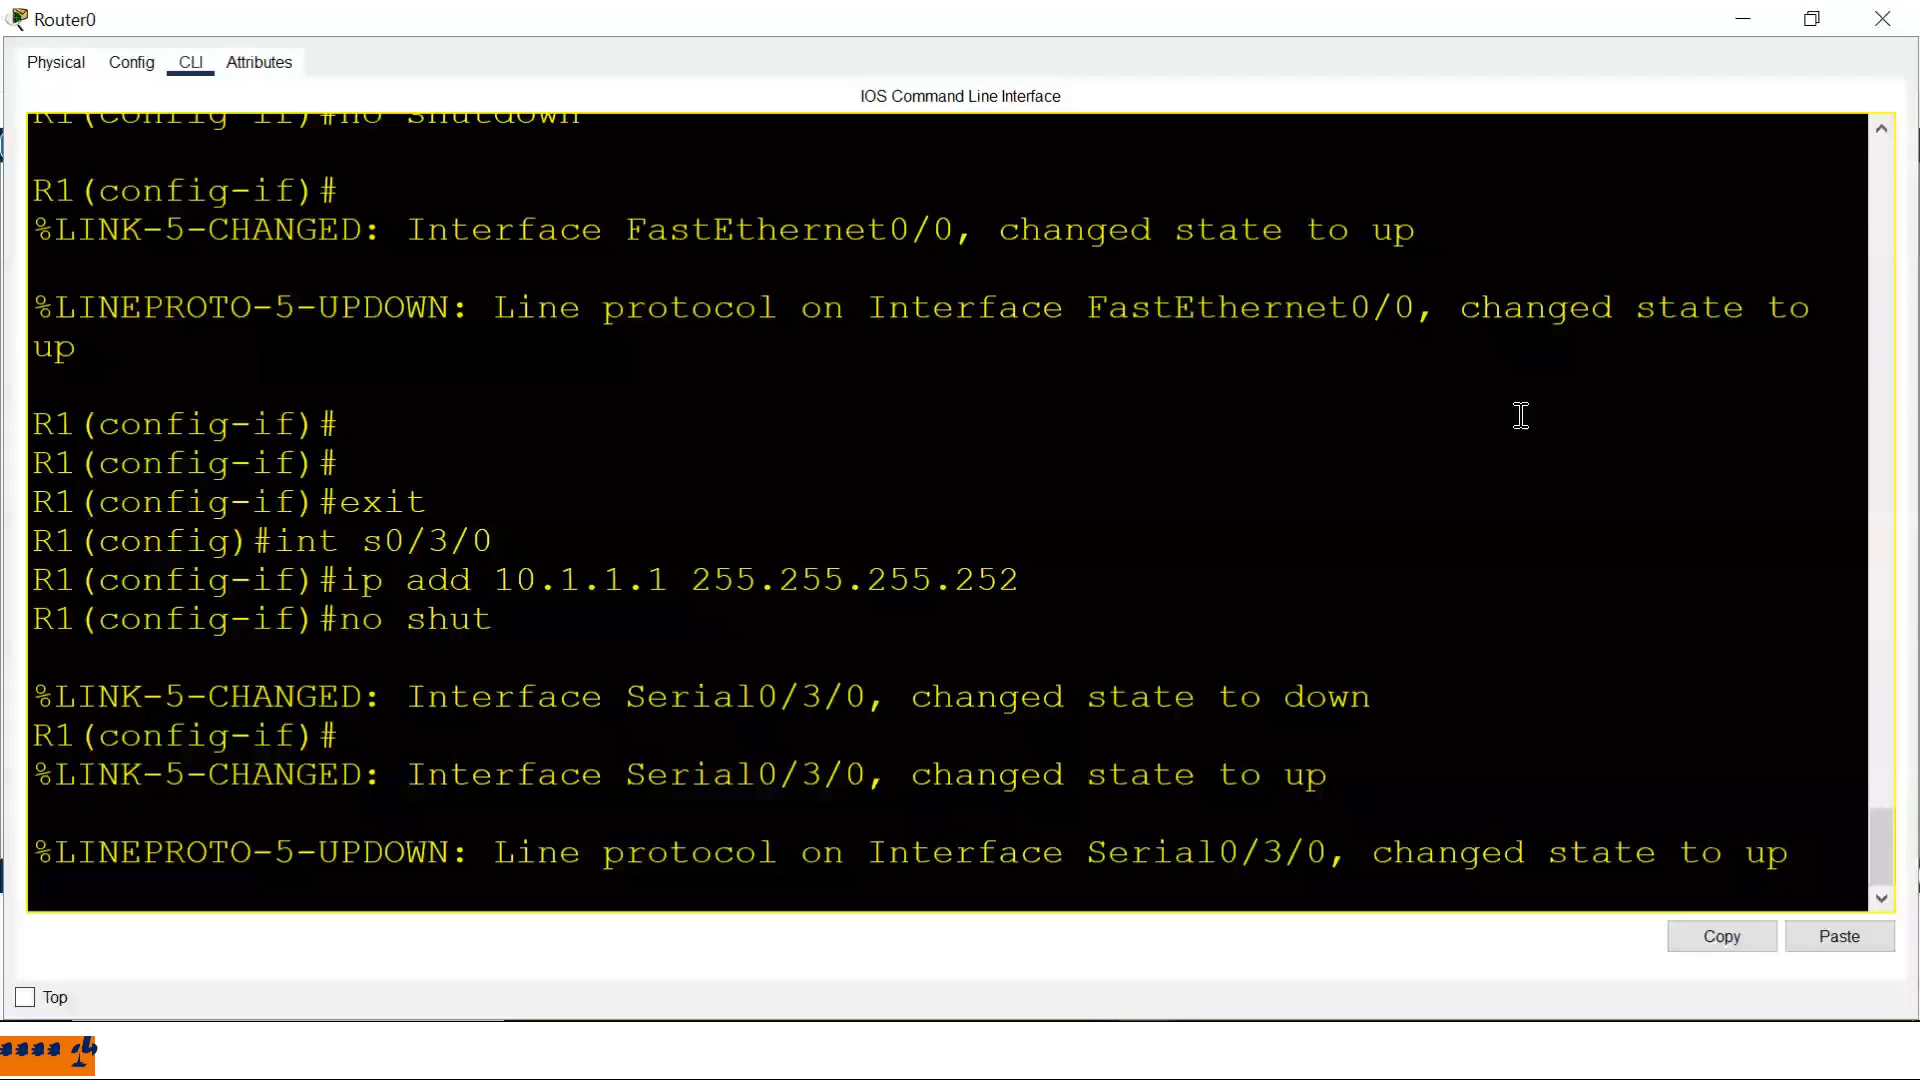 Router0
Physical Config CLI Attributes
IOS Command Line Interface
R1(config-if)#no shutdown
R1(config-if)#
%LINK-5-CHANGED: Interface FastEthernet0/0, changed state to up
%LINEPROTO-5-UPDOWN: Line protocol on Interface FastEthernet0/0, changed state to
up
R1(config-if)#
R1(config-if)#
R1(config-if)#exit
R1(config)#int s0/3/0
R1(config-if)#ip add 10.1.1.1 255.255.255.252
R1(config-if)#no shut
%LINK-5-CHANGED: Interface Serial0/3/0, changed state to down
R1(config-if)#
%LINK-5-CHANGED: Interface Serial0/3/0, changed state to up
%LINEPROTO-5-UPDOWN: Line protocol on Interface Serial0/3/0, changed state to up
Copy Paste
Top